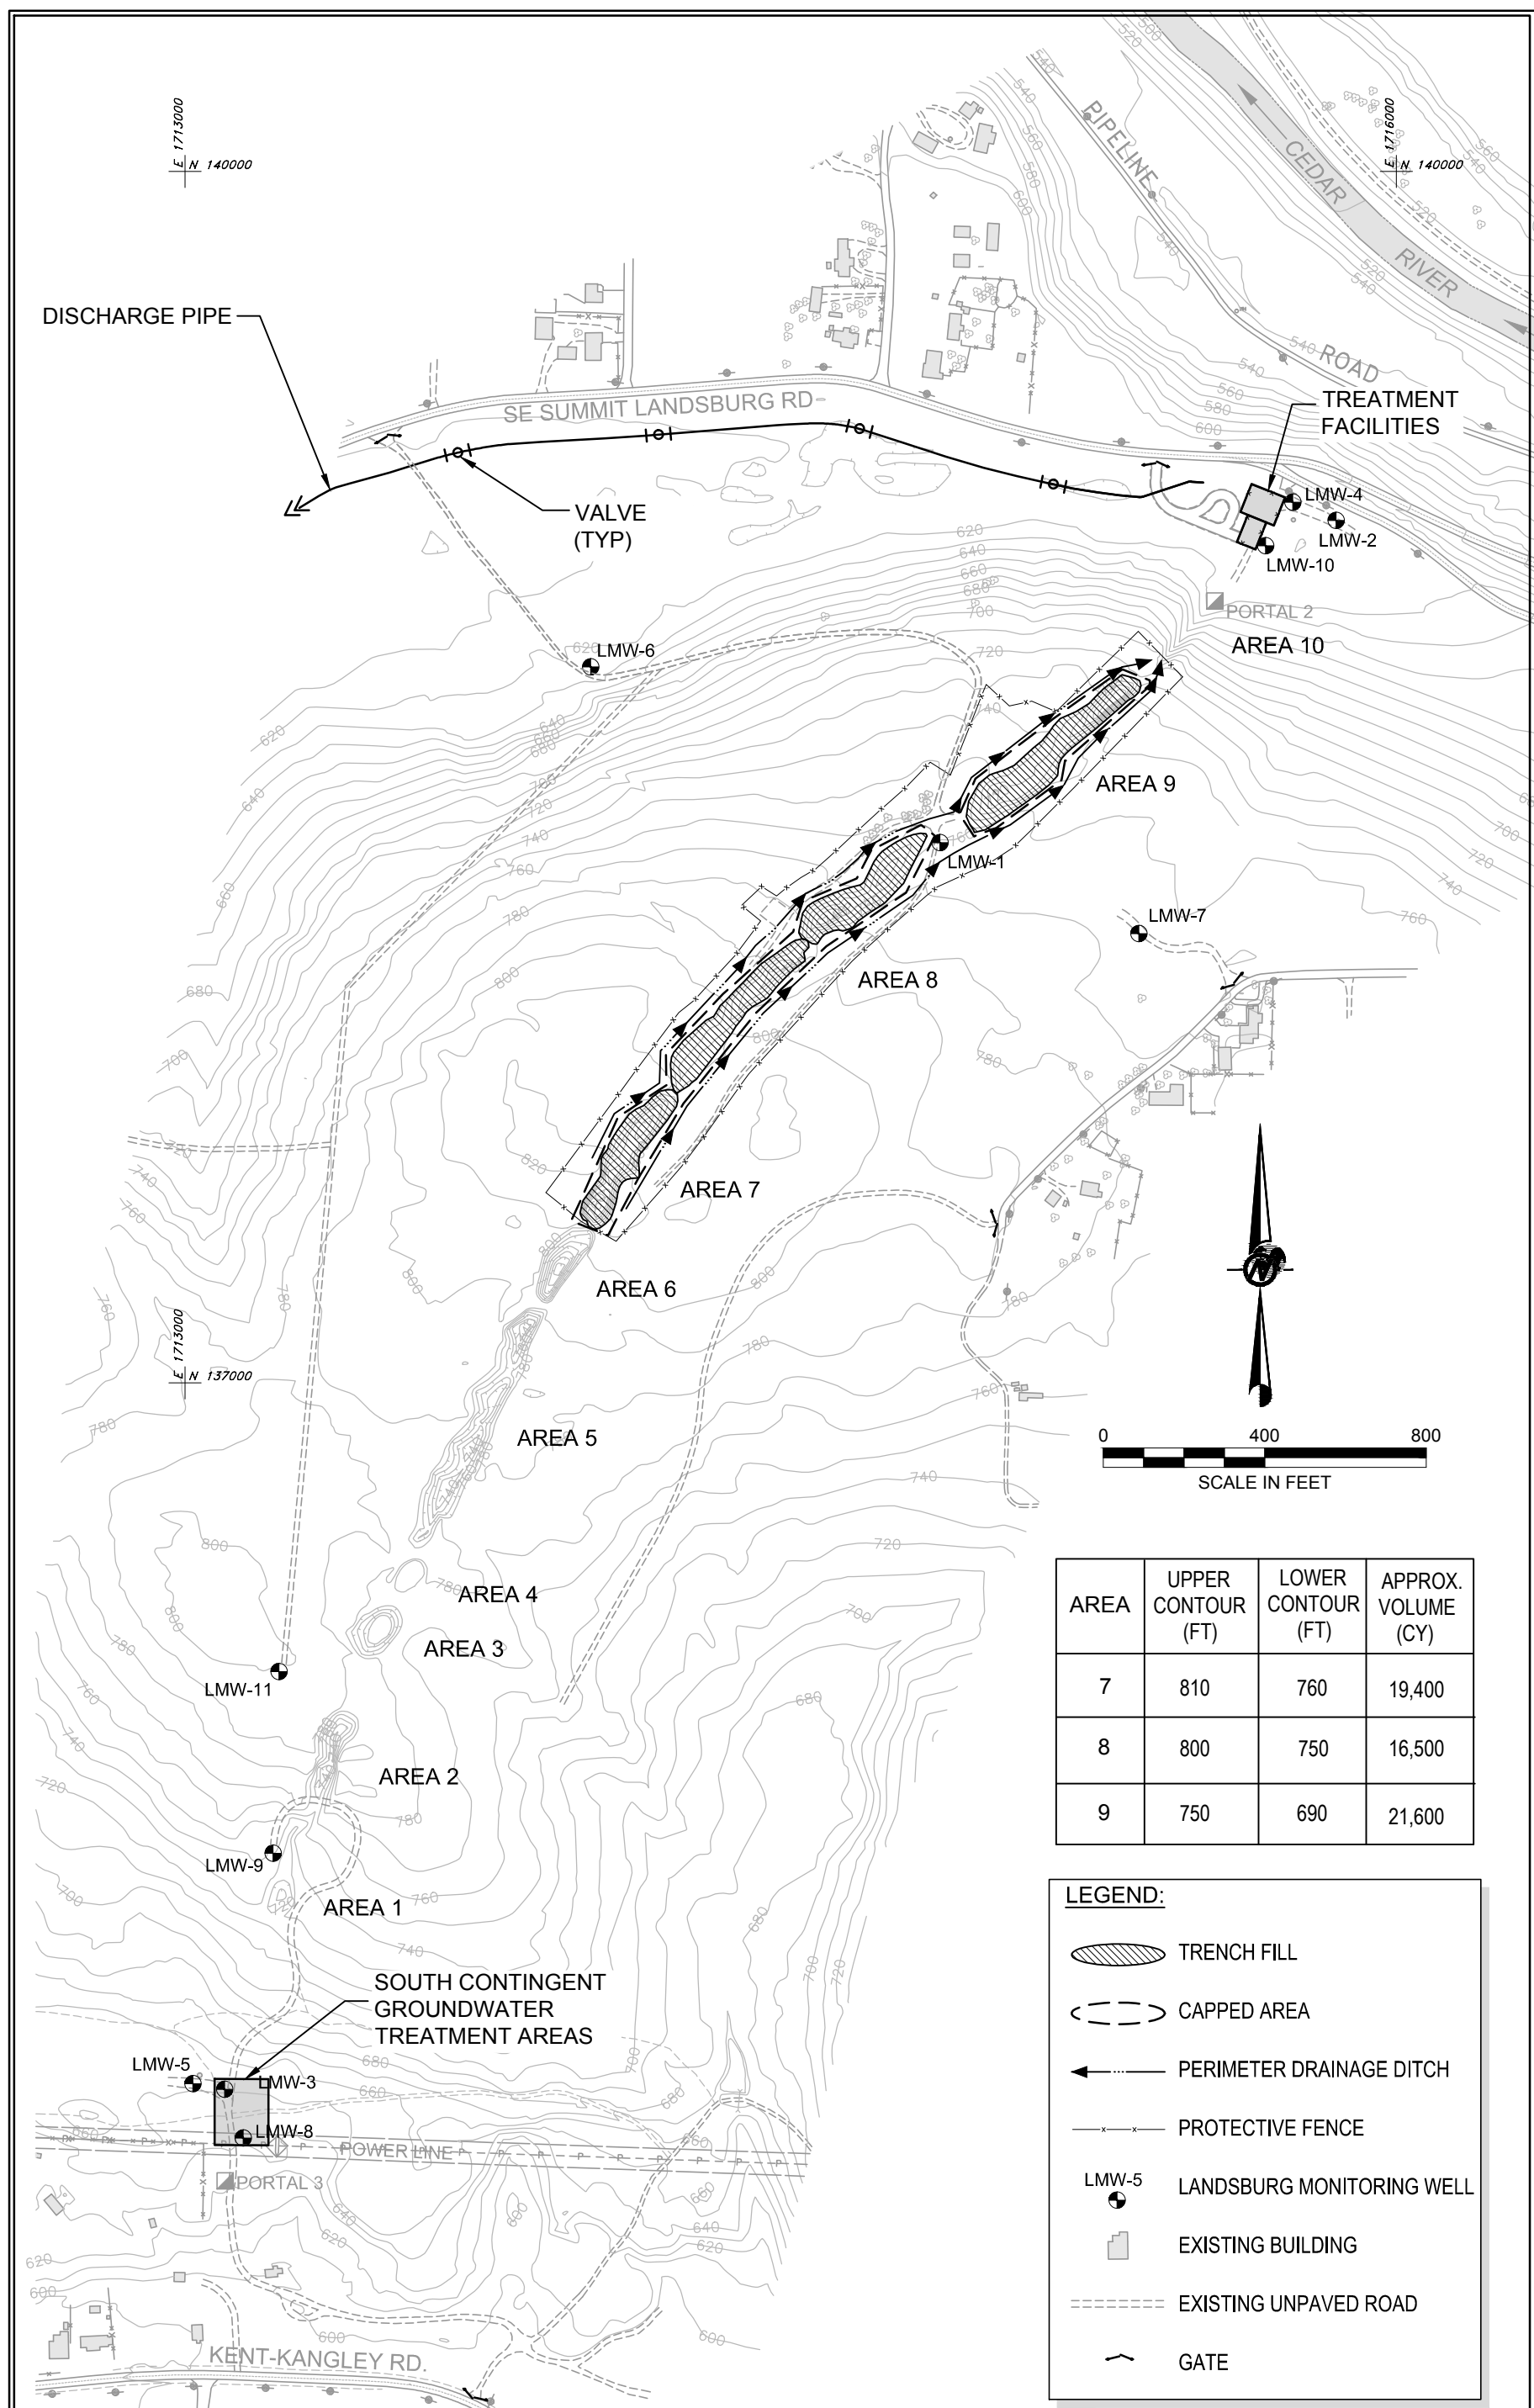 E 1713000
N 140000
E 1716000
N 140000
PIPELINE
ROAD
CEDAR
RIVER
DISCHARGE PIPE
SE SUMMIT LANDSBURG RD
VALVE
(TYP)
TREATMENT
FACILITIES
LMW-4
LMW-2
LMW-10
PORTAL 2
AREA 10
LMW-6
AREA 9
LMW-1
LMW-7
AREA 8
AREA 7
AREA 6
E 1713000
N 137000
AREA 5
0 400 800
SCALE IN FEET
AREA 4
AREA 3
LMW-11
AREA 2
LMW-9
AREA 1
SOUTH CONTINGENT
GROUNDWATER
TREATMENT AREAS
LMW-5
LMW-3
LMW-8
POWER LINE
PORTAL 3
KENT-KANGLEY RD.
AREA
UPPER
CONTOUR
(FT)
LOWER
CONTOUR
(FT)
APPROX.
VOLUME
(CY)
7 810 760 19,400
8 800 750 16,500
9 750 690 21,600
LEGEND:
TRENCH FILL
CAPPED AREA
PERIMETER DRAINAGE DITCH
PROTECTIVE FENCE
LMW-5
LANDSBURG MONITORING WELL
EXISTING BUILDING
EXISTING UNPAVED ROAD
GATE